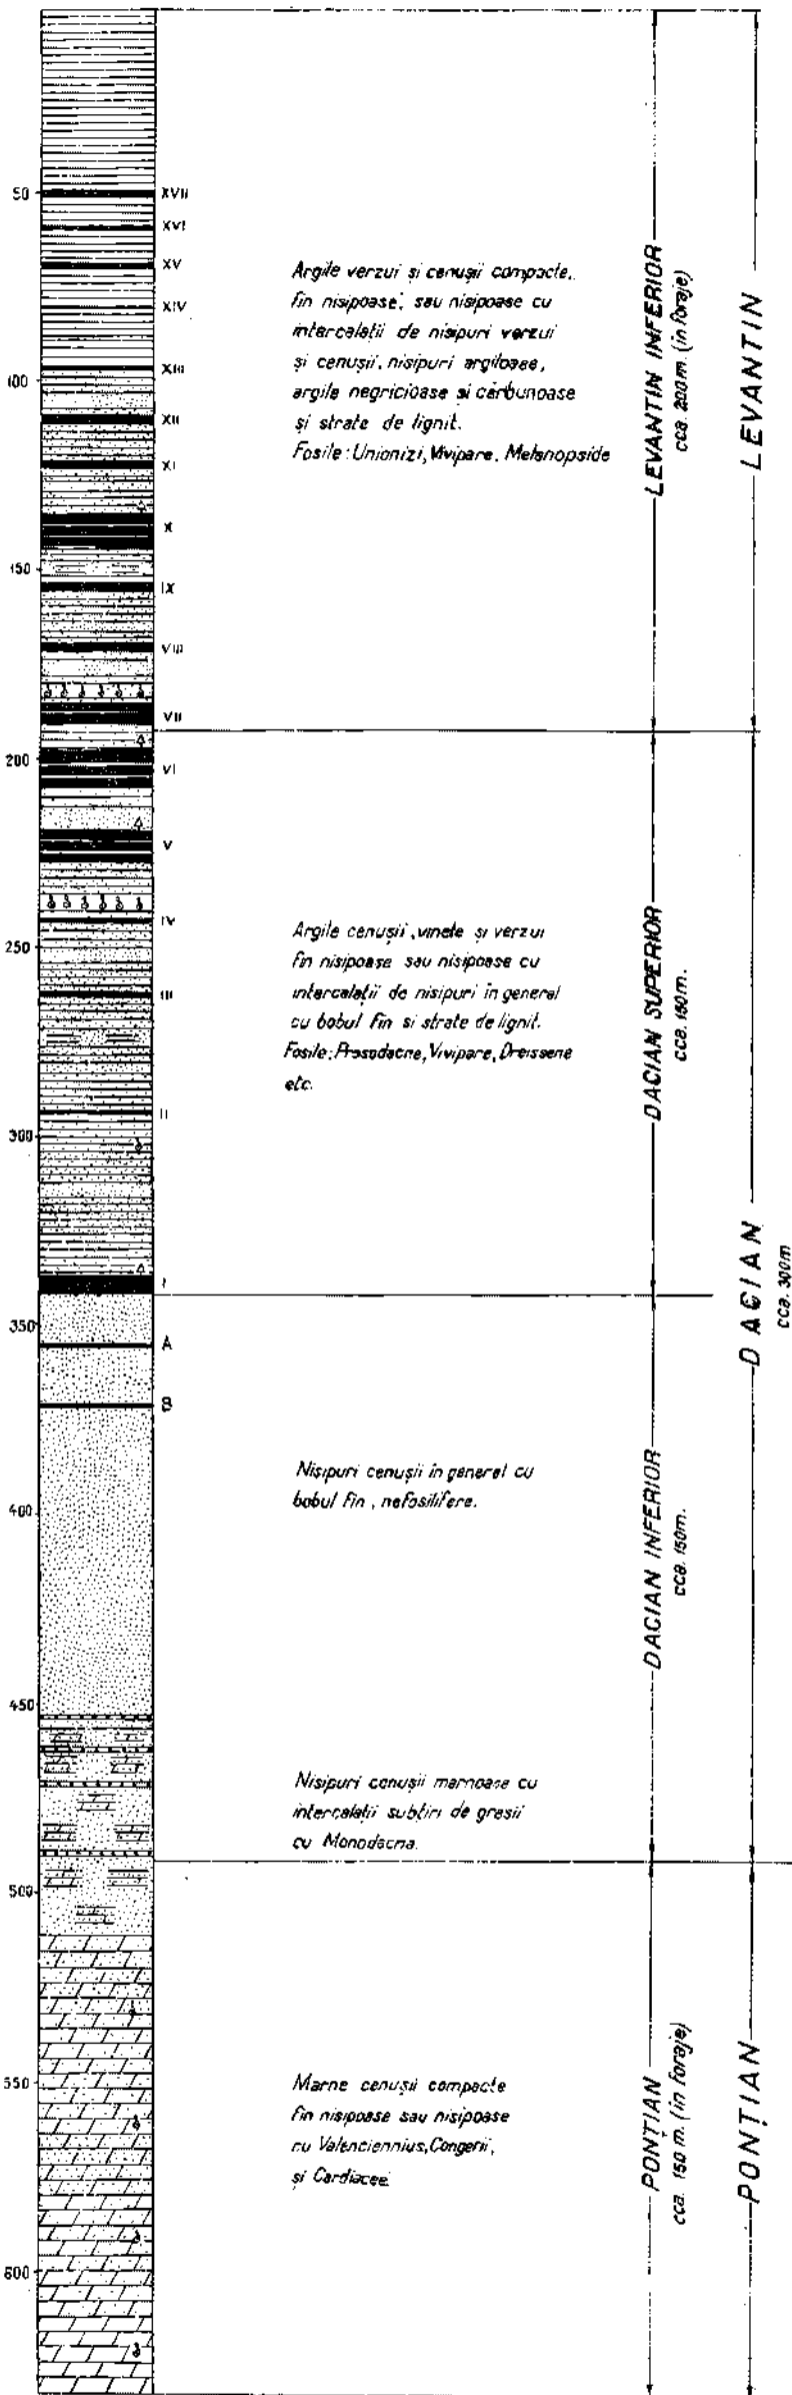 50
100
150
200
250
300
350
400
450
500
550
600
XVII
XVI
XV
XIV
XIII
XII
XI
X
IX
VIII
VII
VI
V
IV
III
II
I
A
B
Argile verzui și cenușii compacte,
fin nisipoase, sau nisipoase cu
intercalații de nisipuri verzui
și cenușii, nisipuri argiloase,
argile negricioase si cărbunoase
și strate de lignit.
Fosile: Unionizi, Vivipare, Melanopside
Argile cenușii, vinete și verzui
fin nisipoase sau nisipoase cu
intercalații de nisipuri în general
cu bobul fin si strate de lignit.
Fosile: Prosodacne, Vivipare, Dreissene
etc.
Nisipuri cenușii în general cu
bobul fin, nefosilifere.
Nisipuri cenușii marnoase cu
intercalații subțiri de gresii
cu Monodacna.
Marne cenușii compacte
fin nisipoase sau nisipoase
cu Valenciennius, Congerii,
și Cardiacee.
LEVANTIN INFERIOR
cca. 200 m. (in foraje)
DACIAN SUPERIOR
cca. 150 m.
DACIAN INFERIOR
cca. 150 m.
PONȚIAN
cca. 150 m. (in foraje)
LEVANTIN
DACIAN
cca. 300 m
PONȚIAN